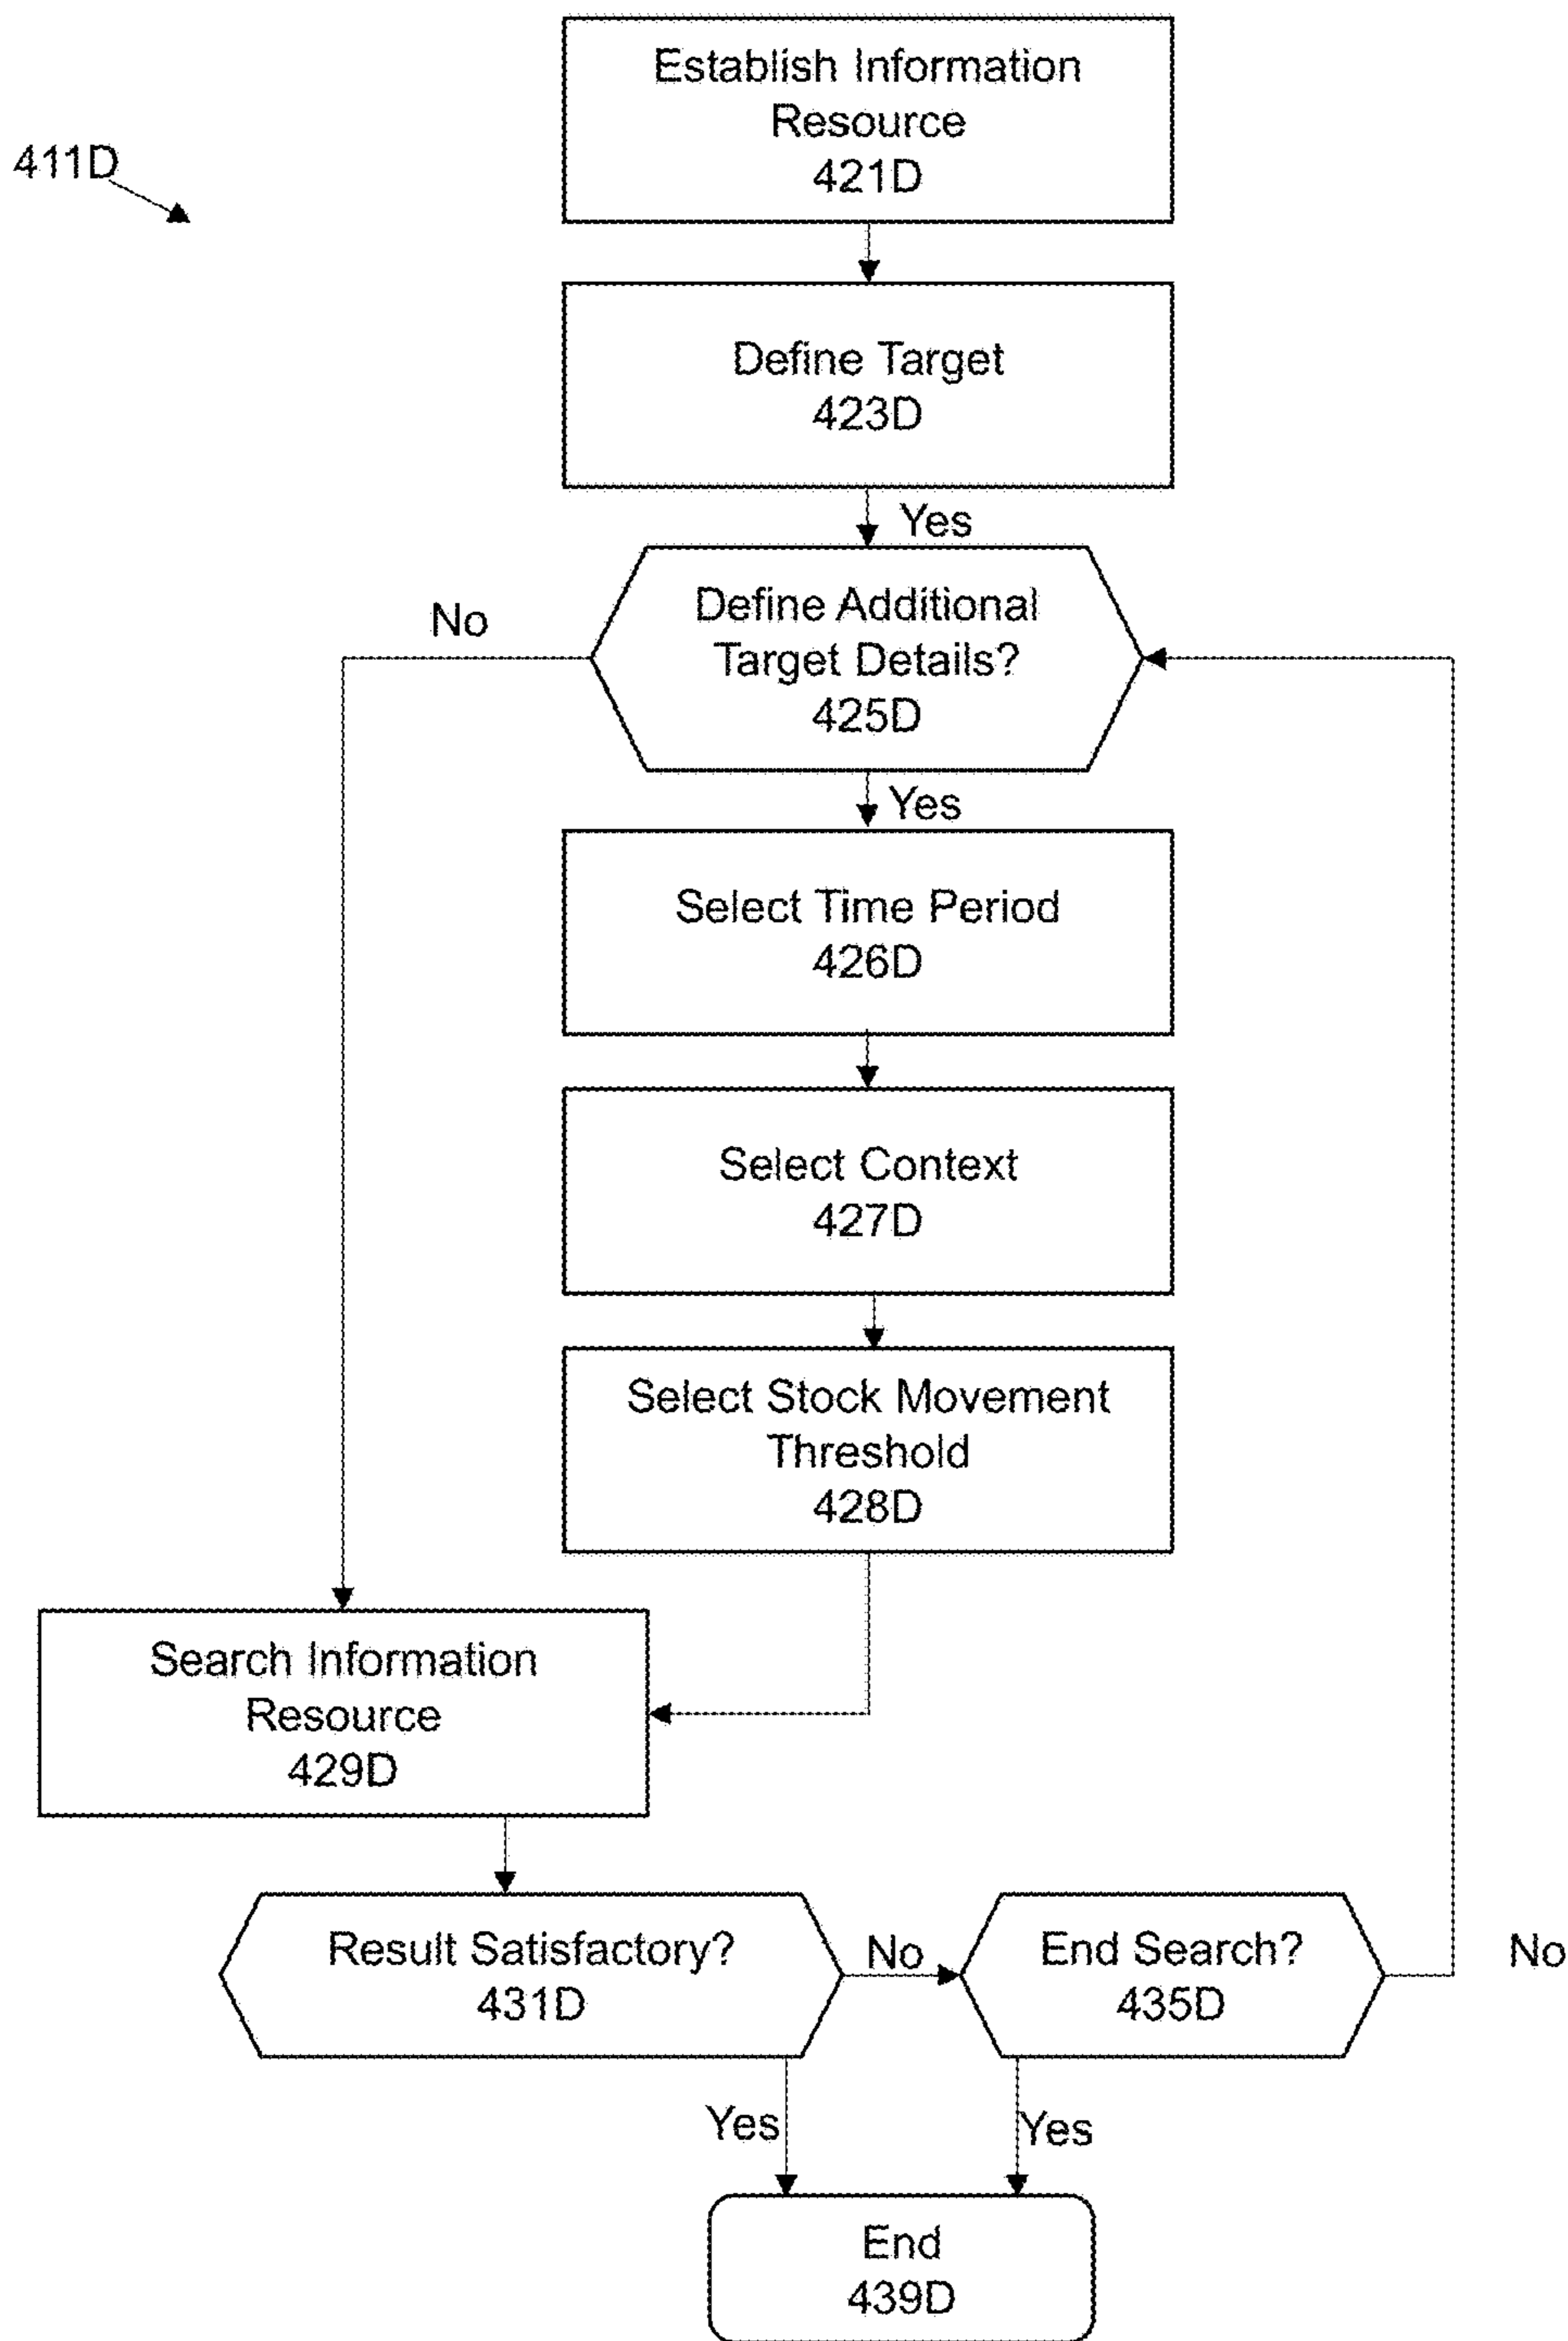 Establish Information
Resource
421D
411D
Define Target
423D
Yes
Define Additional
Target Details?
425D
No
Yes
Select Time Period
426D
Select Context
427D
Select Stock Movement
Threshold
428D
Search Information
Resource
429D
Result Satisfactory?
431D
No
End Search?
435D
No
Yes
Yes
End
439D